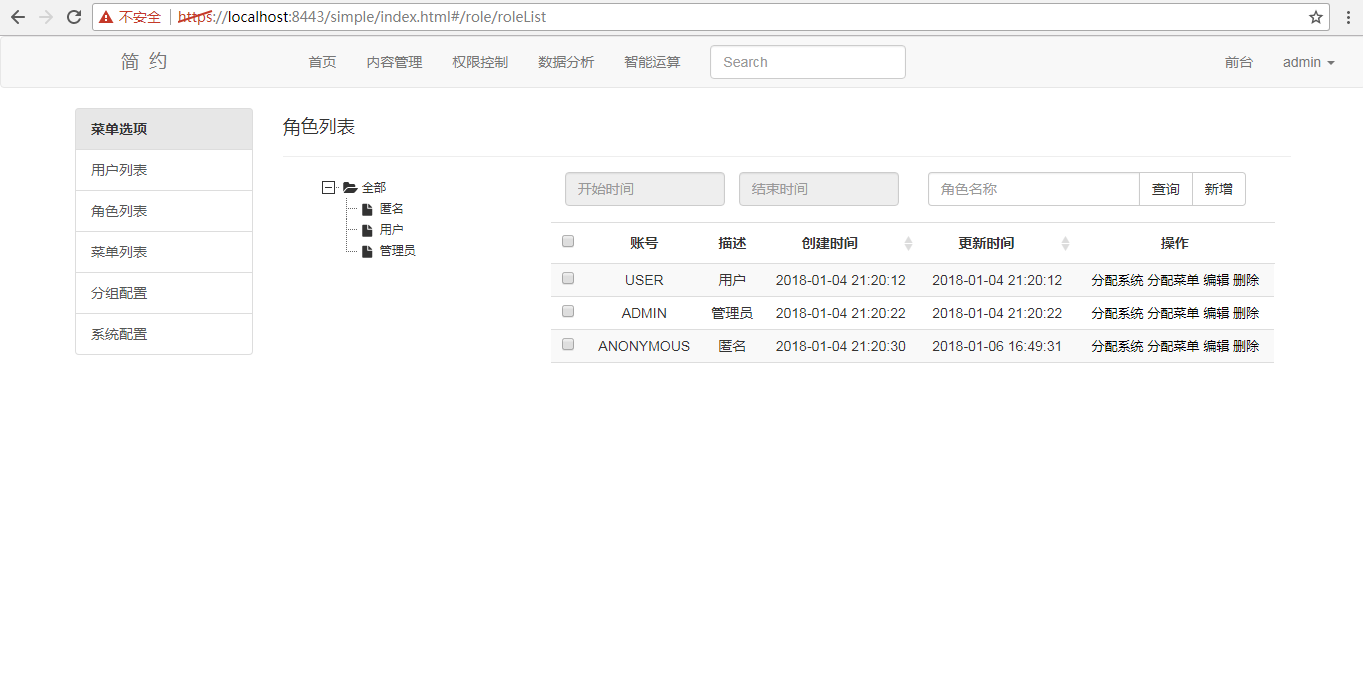 不安全 https://localhost:8443/simple/index.html#/role/roleList
简 约 首页 内容管理 权限控制 数据分析 智能运算 Search 前台 admin
菜单选项
用户列表
角色列表
菜单列表
分组配置
系统配置
角色列表
全部
匿名
用户
管理员
开始时间 结束时间 角色名称 查询 新增
账号 描述 创建时间 更新时间 操作
USER 用户 2018-01-04 21:20:12 2018-01-04 21:20:12 分配系统 分配菜单 编辑 删除
ADMIN 管理员 2018-01-04 21:20:22 2018-01-04 21:20:22 分配系统 分配菜单 编辑 删除
ANONYMOUS 匿名 2018-01-04 21:20:30 2018-01-06 16:49:31 分配系统 分配菜单 编辑 删除